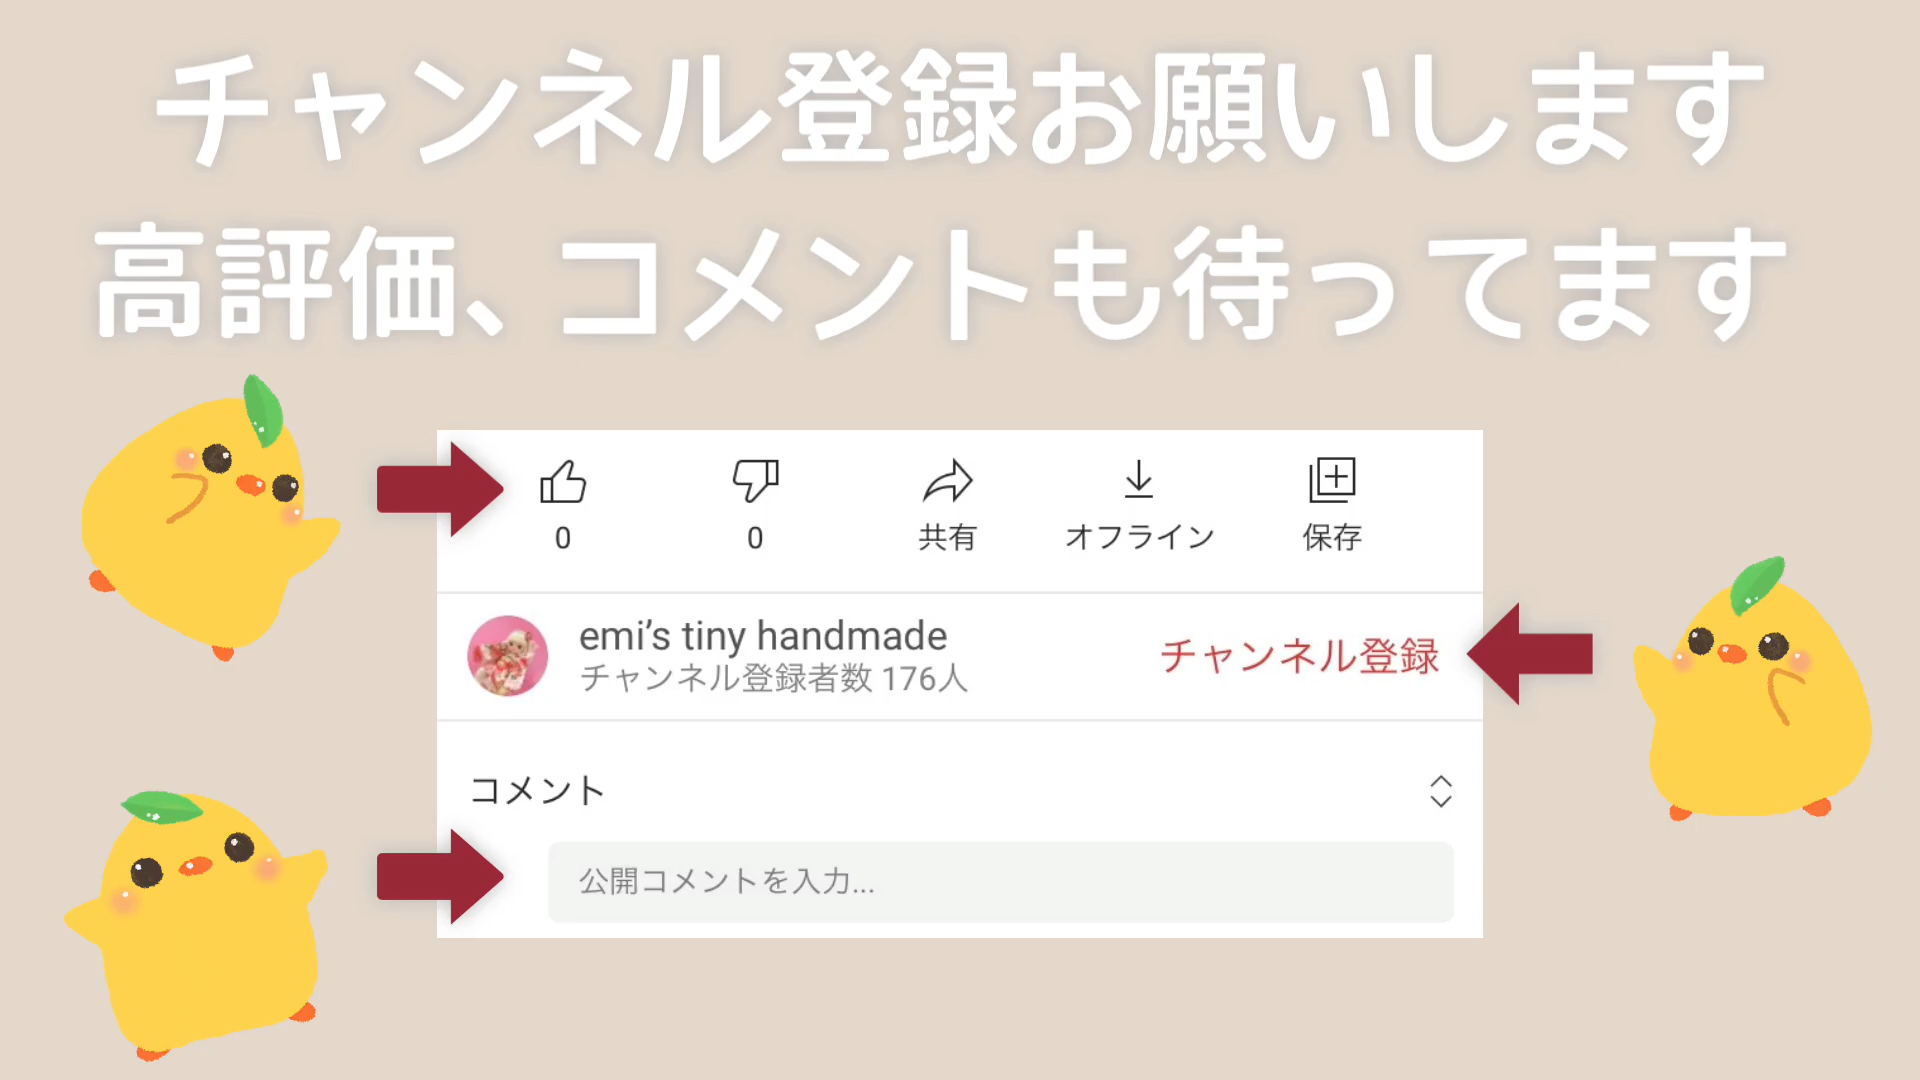 チャンネル登録お願いします
高評価、コメントも待ってます
0 0 共有 オフライン 保存
emi’s tiny handmade
チャンネル登録者数 176人
チャンネル登録
コメント
公開コメントを入力...